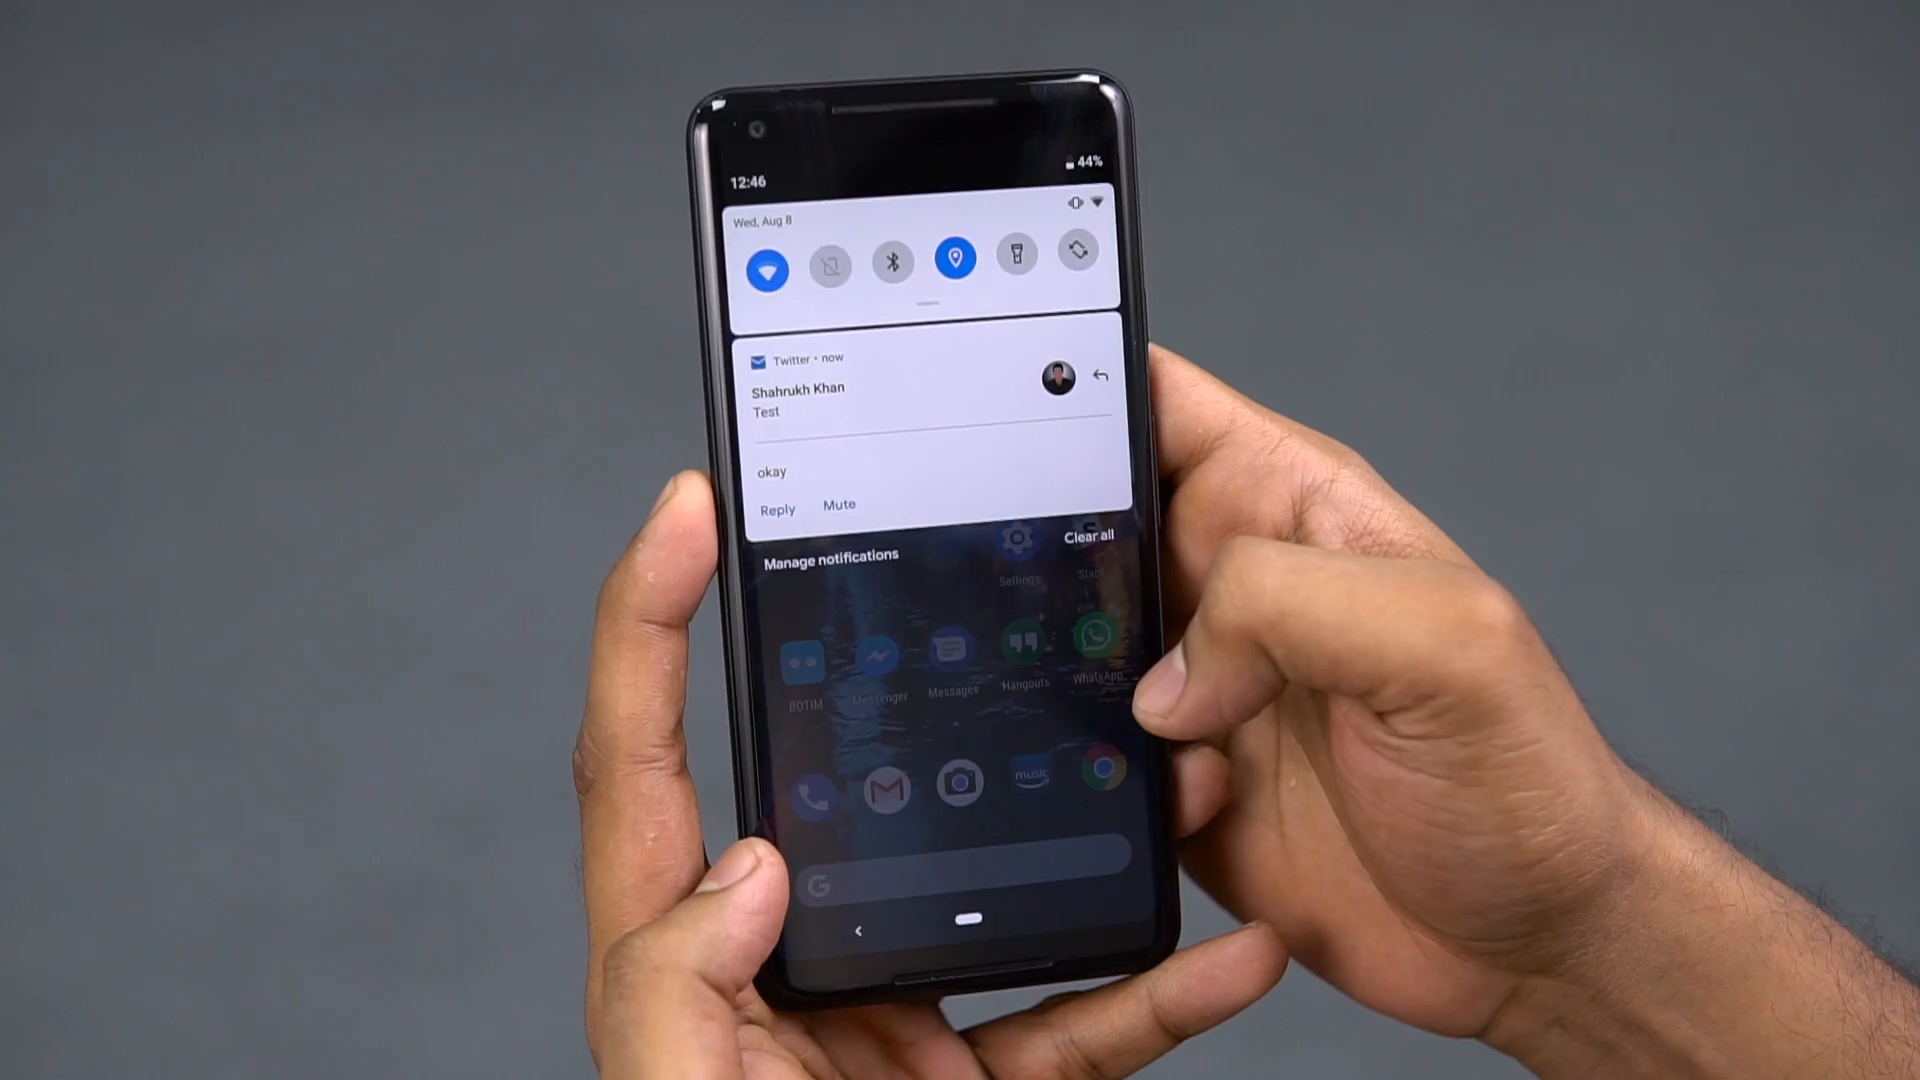 12:46
44%
Wed, Aug 8
Twitter • now
Shahrukh Khan
Test
okay
Reply Mute
Manage notifications
Clear all
Settings
Slack
BOTIM
Messenger
Messages
Hangouts
WhatsApp
music
G